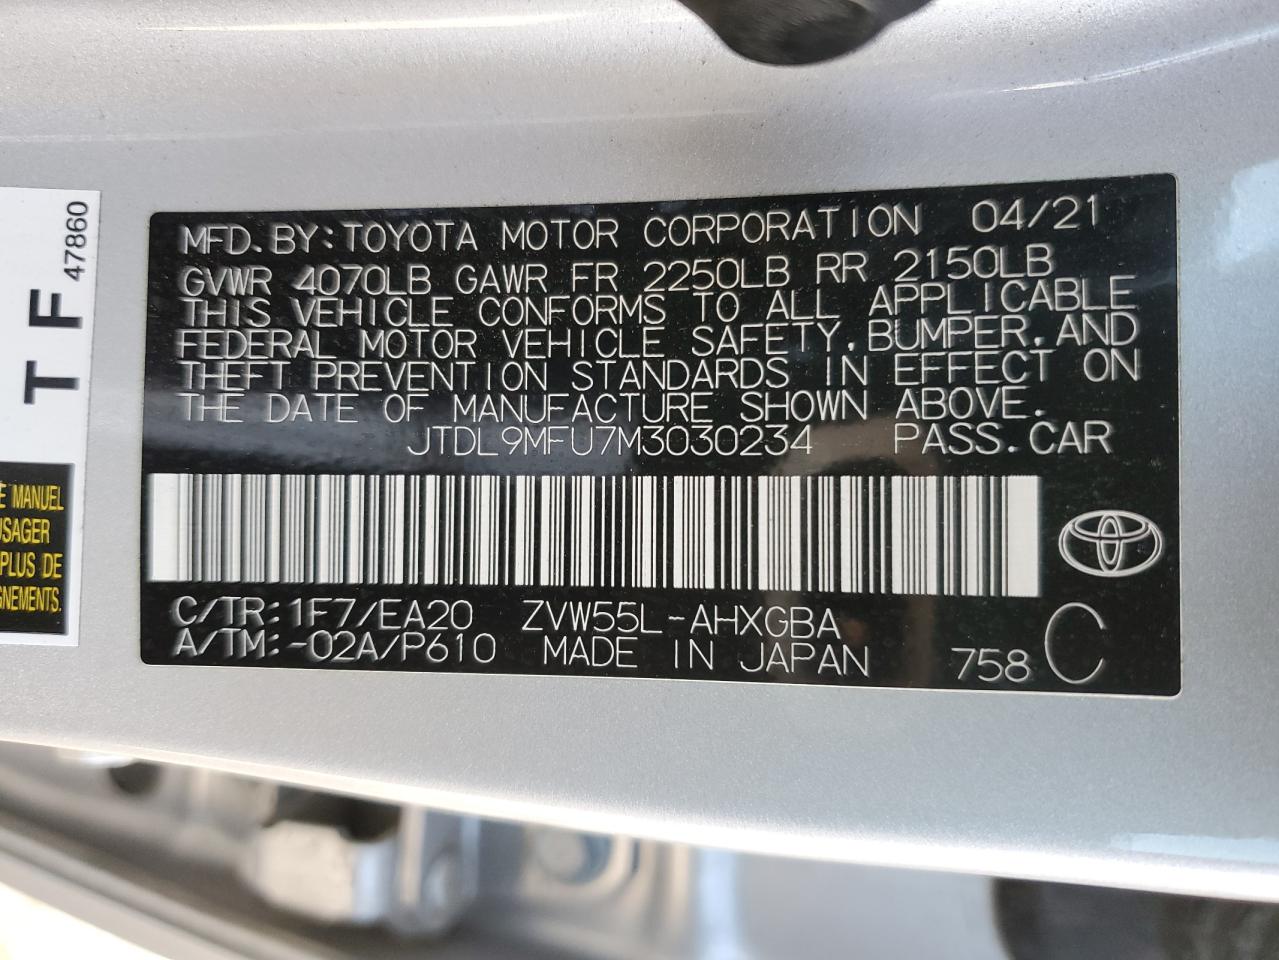 MFD. BY: TOYOTA MOTOR CORPORATION 04/21
GVWR 4070LB GAWR FR 2250LB RR 2150LB
THIS VEHICLE CONFORMS TO ALL APPLICABLE
FEDERAL MOTOR VEHICLE SAFETY, BUMPER, AND
THEFT PREVENTION STANDARDS IN EFFECT ON
THE DATE OF MANUFACTURE SHOWN ABOVE.
JTDL9MFU7M3030234 PASS. CAR
C/TR: 1F7/EA20 ZVW55L-AHXGBA
A/TM: -02A/P610 MADE IN JAPAN 758 C
T F 47860
E MANUEL
USAGER
PLUS DE
GNEMENTS.